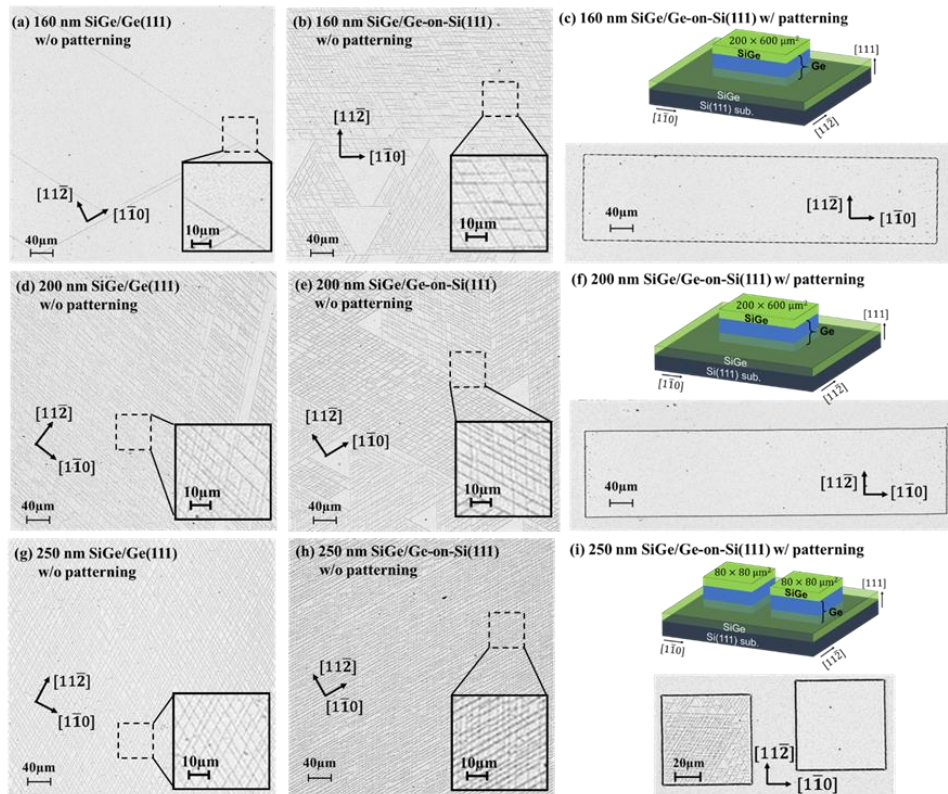 (a) 160 nm SiGe/Ge(111)
w/o patterning
[112̅]
[11̅0]
40µm
10µm
(b) 160 nm SiGe/Ge-on-Si(111)
w/o patterning
[112̅]
[11̅0]
40µm
10µm
(c) 160 nm SiGe/Ge-on-Si(111) w/ patterning
200 × 600 µm²
SiGe
Ge
[111]
SiGe
Si(111) sub.
[11̅0]
[112̅]
[112̅]
[11̅0]
40µm
(d) 200 nm SiGe/Ge(111)
w/o patterning
[112̅]
[11̅0]
40µm
10µm
(e) 200 nm SiGe/Ge-on-Si(111)
w/o patterning
[112̅]
[11̅0]
40µm
10µm
(f) 200 nm SiGe/Ge-on-Si(111) w/ patterning
200 × 600 µm²
SiGe
Ge
[111]
SiGe
Si(111) sub.
[11̅0]
[112̅]
[112̅]
[11̅0]
40µm
(g) 250 nm SiGe/Ge(111)
w/o patterning
[112̅]
[11̅0]
40µm
10µm
(h) 250 nm SiGe/Ge-on-Si(111)
w/o patterning
[112̅]
[11̅0]
40µm
10µm
(i) 250 nm SiGe/Ge-on-Si(111) w/ patterning
80 × 80 µm²
80 × 80 µm²
SiGe
SiGe
Ge
[111]
SiGe
Si(111) sub.
[11̅0]
[112̅]
[112̅]
[11̅0]
20µm